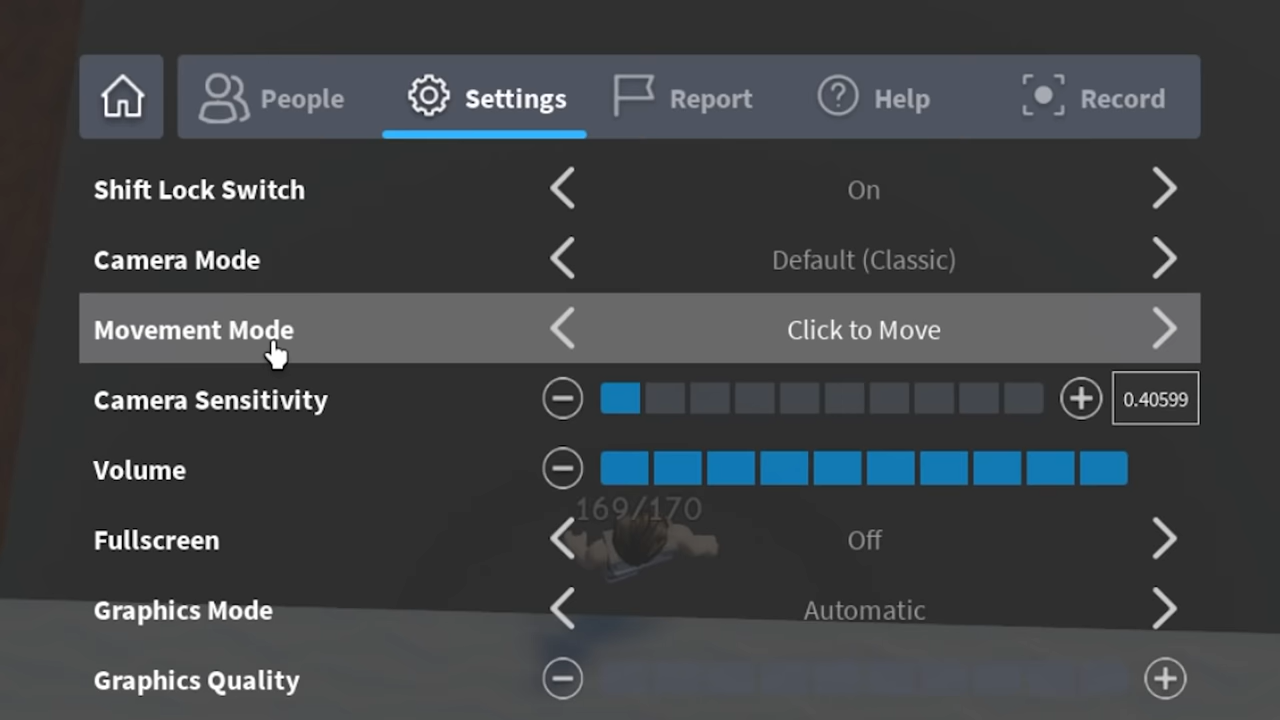 People Settings Report Help Record
Shift Lock Switch On
Camera Mode Default (Classic)
Movement Mode Click to Move
Camera Sensitivity 0.40599
Volume
169/170
Fullscreen Off
Graphics Mode Automatic
Graphics Quality